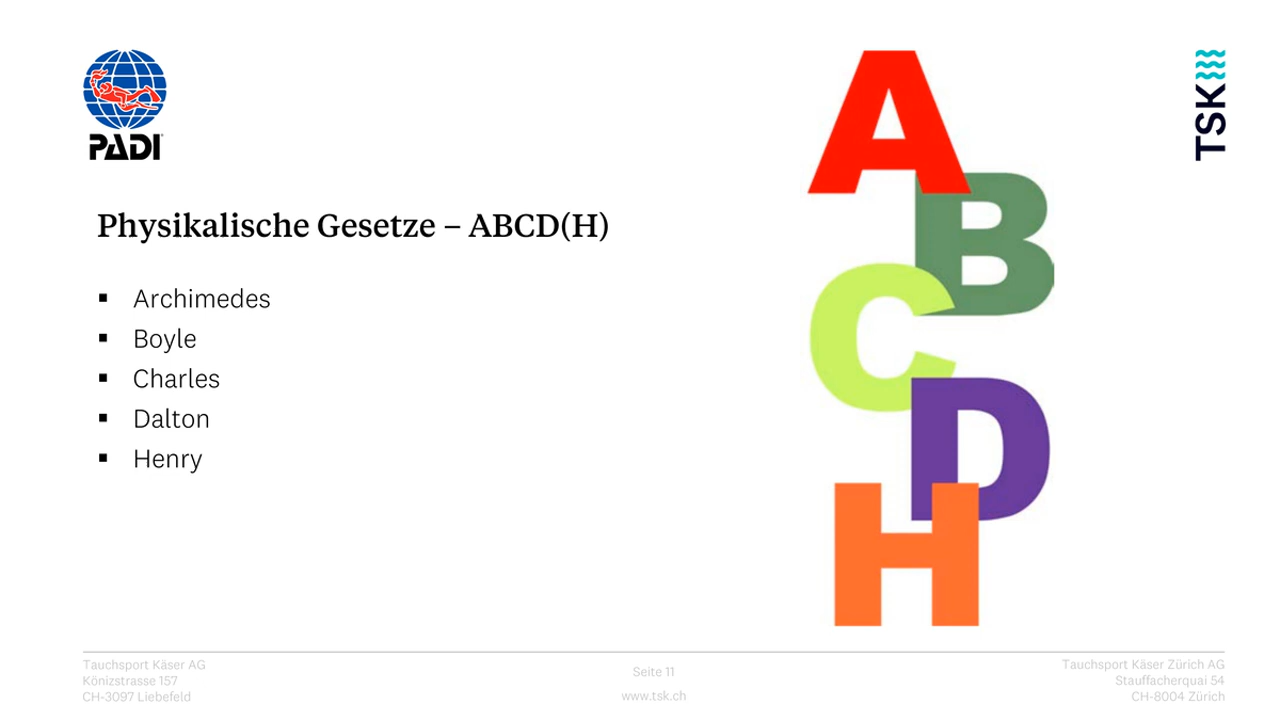 PADI
TSK
A
B
C
D
H
Physikalische Gesetze – ABCD(H)
▪ Archimedes
▪ Boyle
▪ Charles
▪ Dalton
▪ Henry
Tauchsport Käser AG
Könizstrasse 157
CH-3097 Liebefeld
Seite 11
www.tsk.ch
Tauchsport Käser Zürich AG
Stauffacherquai 54
CH-8004 Zürich